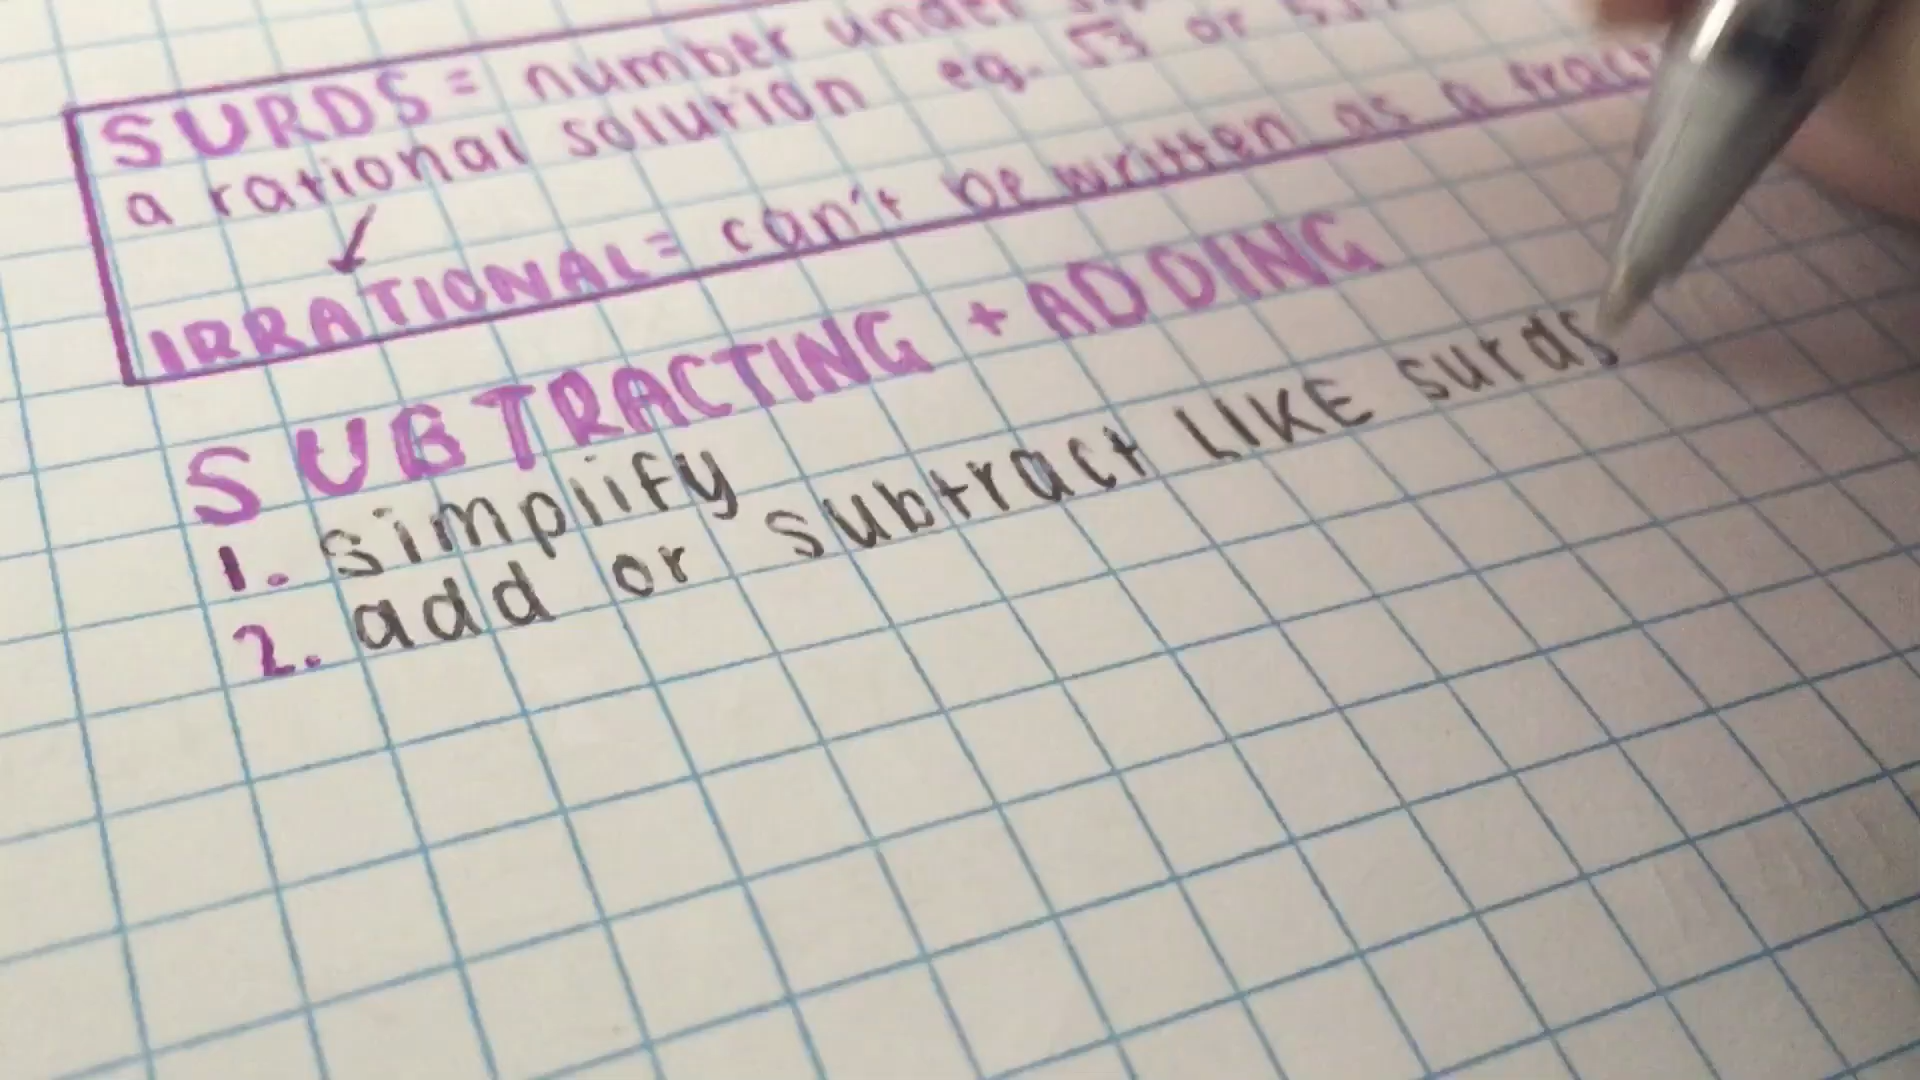 SURDS = number under
a rational solution eg. √3 or
IRRATIONAL = can't be written as a fract
SUBTRACTING + ADDING
1. simplify
2. add or subtract LIKE surds